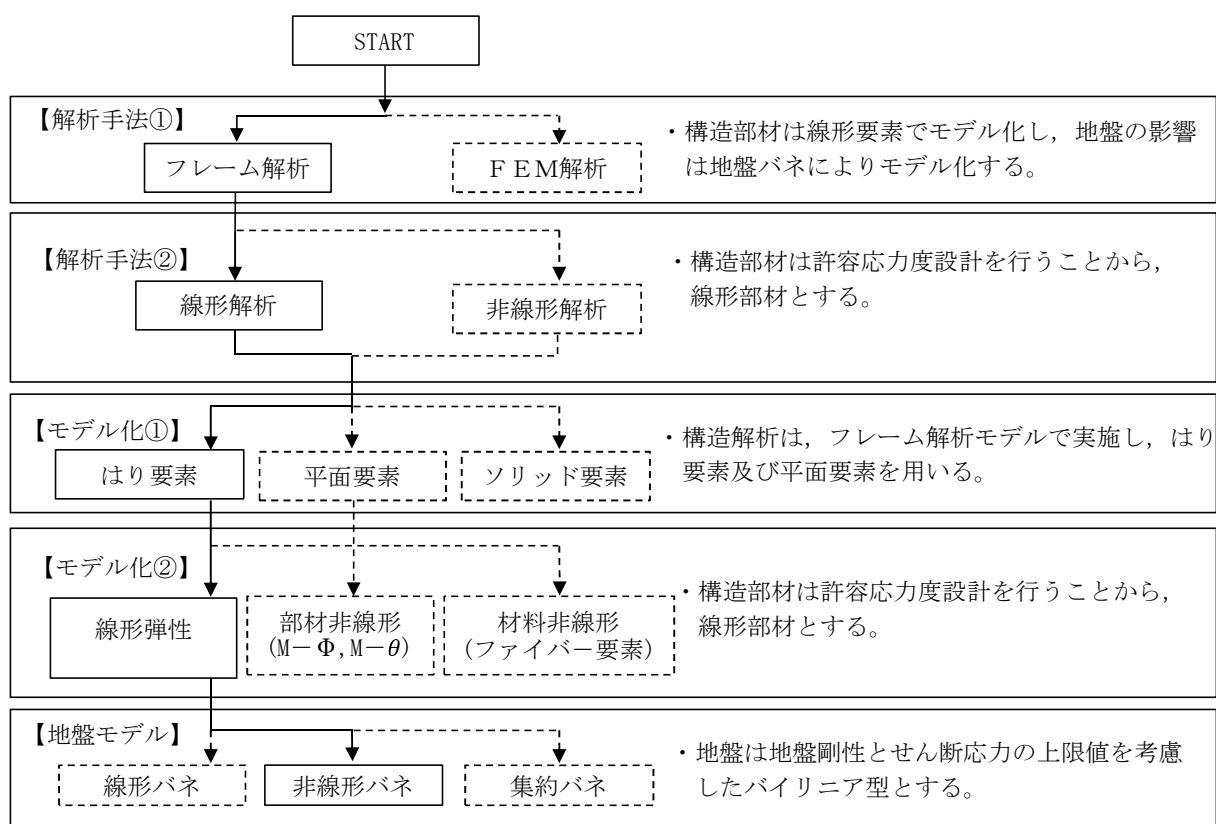 START
【解析手法①】
フレーム解析
ＦＥＭ解析
・構造部材は線形要素でモデル化し，地盤の影響
は地盤バネによりモデル化する。
【解析手法②】
線形解析
非線形解析
・構造部材は許容応力度設計を行うことから，
線形部材とする。
【モデル化①】
はり要素
平面要素
ソリッド要素
・構造解析は，フレーム解析モデルで実施し，はり
要素及び平面要素を用いる。
【モデル化②】
線形弾性
部材非線形
(M－Φ,M－θ)
材料非線形
(ファイバー要素)
・構造部材は許容応力度設計を行うことから，
線形部材とする。
【地盤モデル】
線形バネ
非線形バネ
集約バネ
・地盤は地盤剛性とせん断応力の上限値を考慮
したバイリニア型とする。